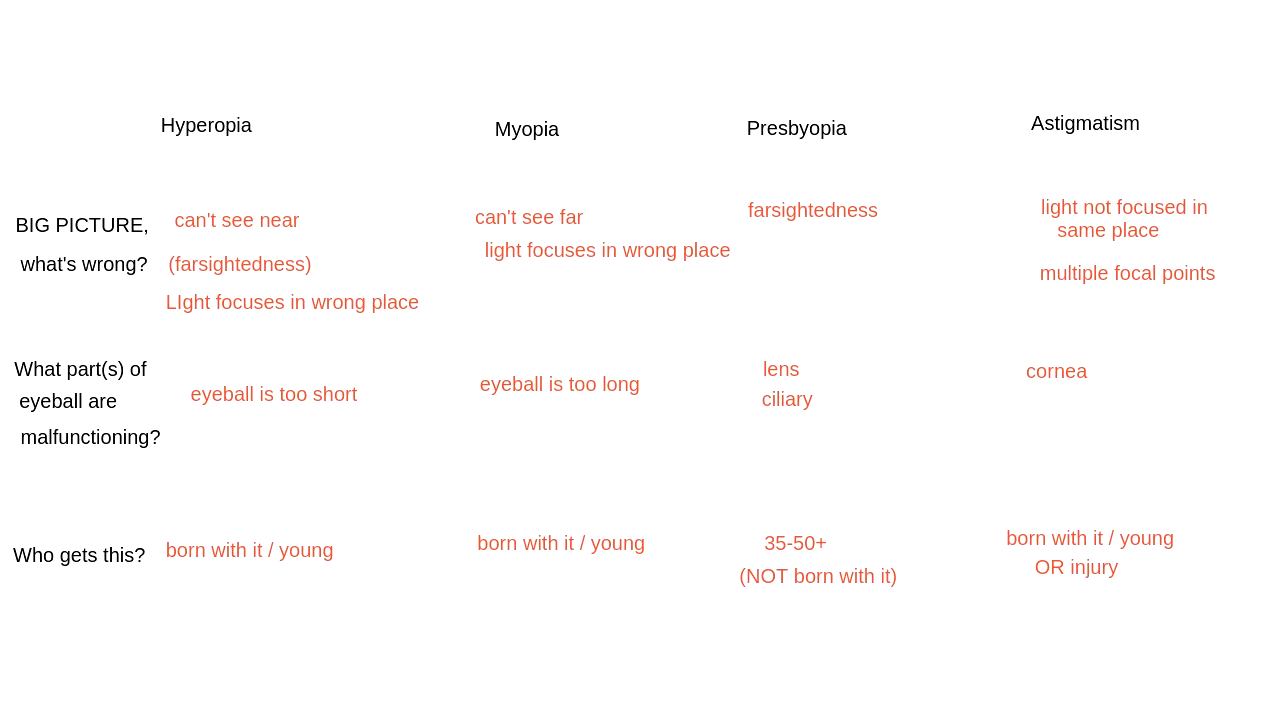 Hyperopia
Myopia
Presbyopia
Astigmatism
BIG PICTURE,
what's wrong?
can't see near
(farsightedness)
LIght focuses in wrong place
can't see far
light focuses in wrong place
farsightedness
light not focused in
same place
multiple focal points
What part(s) of
eyeball are
malfunctioning?
eyeball is too short
eyeball is too long
lens
ciliary
cornea
Who gets this?
born with it / young
born with it / young
35-50+
(NOT born with it)
born with it / young
OR injury